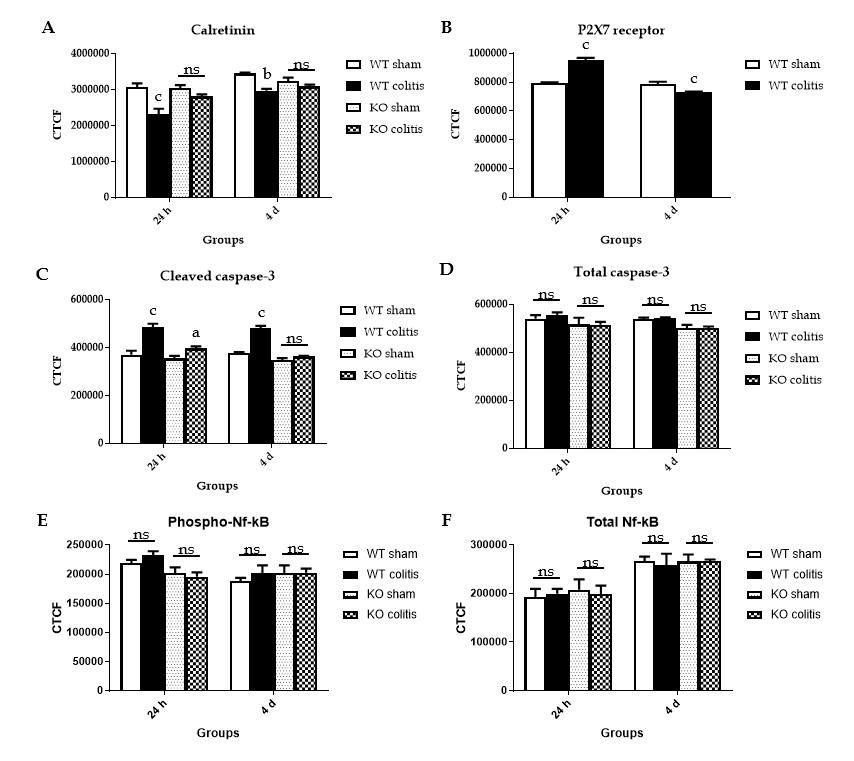 A
Calretinin
4000000
3000000
2000000
1000000
0
CTCF
c
ns
b
ns
24 h
4 d
Groups
WT sham
WT colitis
KO sham
KO colitis
B
P2X7 receptor
1000000
800000
600000
400000
200000
0
CTCF
c
c
24 h
4 d
Groups
WT sham
WT colitis
C
Cleaved caspase-3
600000
400000
200000
0
CTCF
c
a
c
ns
24 h
4 d
Groups
WT sham
WT colitis
KO sham
KO colitis
D
Total caspase-3
600000
400000
200000
0
CTCF
ns
ns
ns
ns
24 h
4 d
Groups
WT sham
WT colitis
KO sham
KO colitis
E
Phospho-Nf-kB
250000
200000
150000
100000
50000
0
CTCF
ns
ns
ns
ns
24 h
4 d
Groups
WT sham
WT colitis
KO sham
KO colitis
F
Total Nf-kB
300000
200000
100000
0
CTCF
ns
ns
ns
ns
24 h
4 d
Groups
WT sham
WT colitis
KO sham
KO colitis